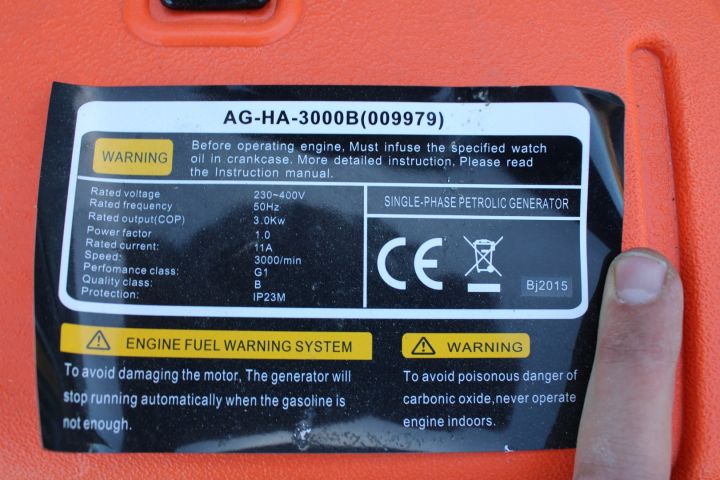 AG-HA-3000B(009979)
WARNING
Before operating engine, Must infuse the specified watch
oil in crankcase. More detailed instruction. Please read
the Instruction manual.
Rated voltage 230~400V
Rated frequency 50Hz
Rated output(COP) 3.0Kw
Power factor 1.0
Rated current: 11A
Speed: 3000/min
Perfomance class: G1
Quality class: B
Protection: IP23M
SINGLE-PHASE PETROLIC GENERATOR
CE
Bj2015
ENGINE FUEL WARNING SYSTEM
To avoid damaging the motor, The generator will
stop running automatically when the gasoline is
not enough.
WARNING
To avoid poisonous danger of
carbonic oxide,never operate
engine indoors.